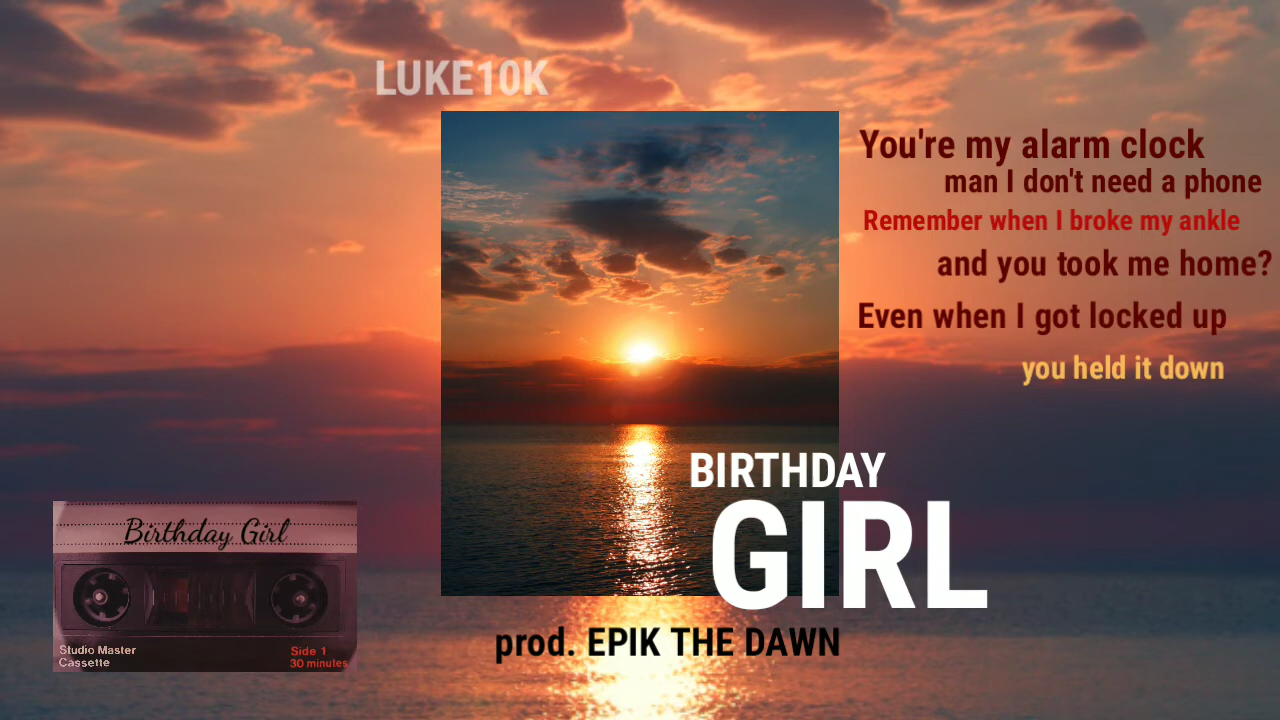 LUKE10K
You're my alarm clock
man I don't need a phone
Remember when I broke my ankle
and you took me home?
Even when I got locked up
you held it down
BIRTHDAY
GIRL
prod. EPIK THE DAWN
Birthday Girl
Studio Master
Cassette
Side 1
30 minutes